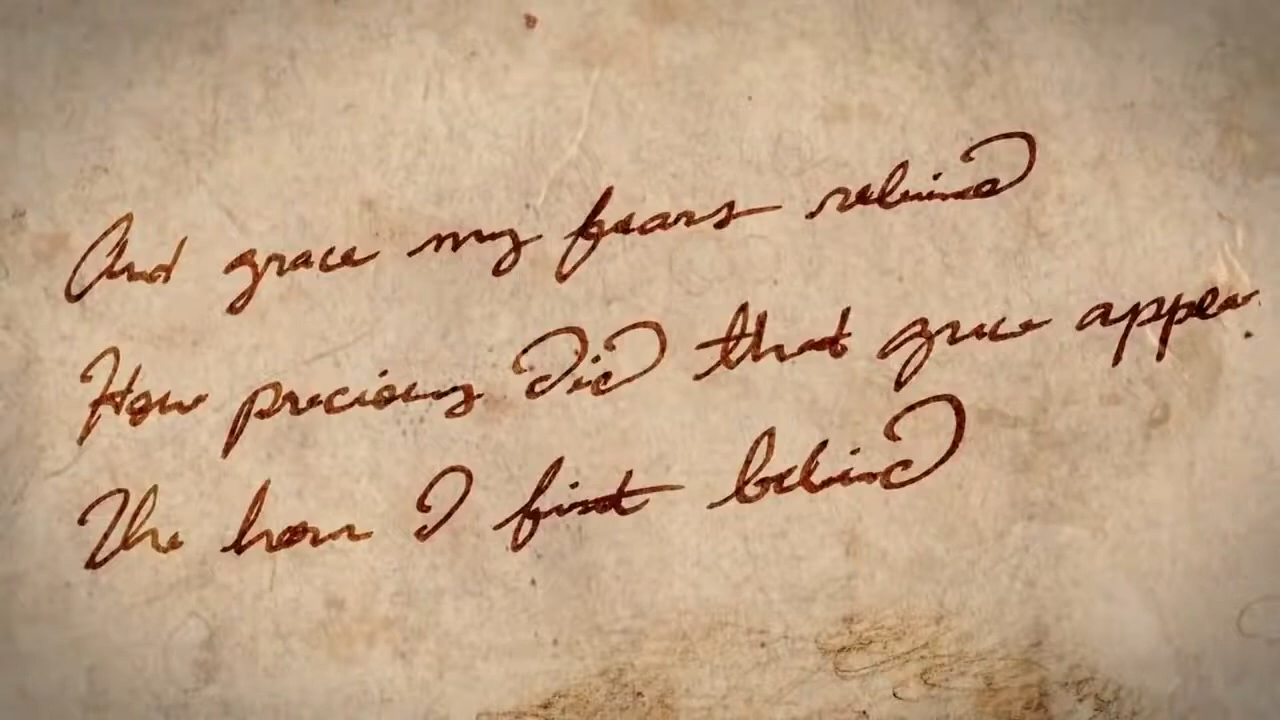 And grace my fears relieved
How precious did that grace appear
The hour I first believed